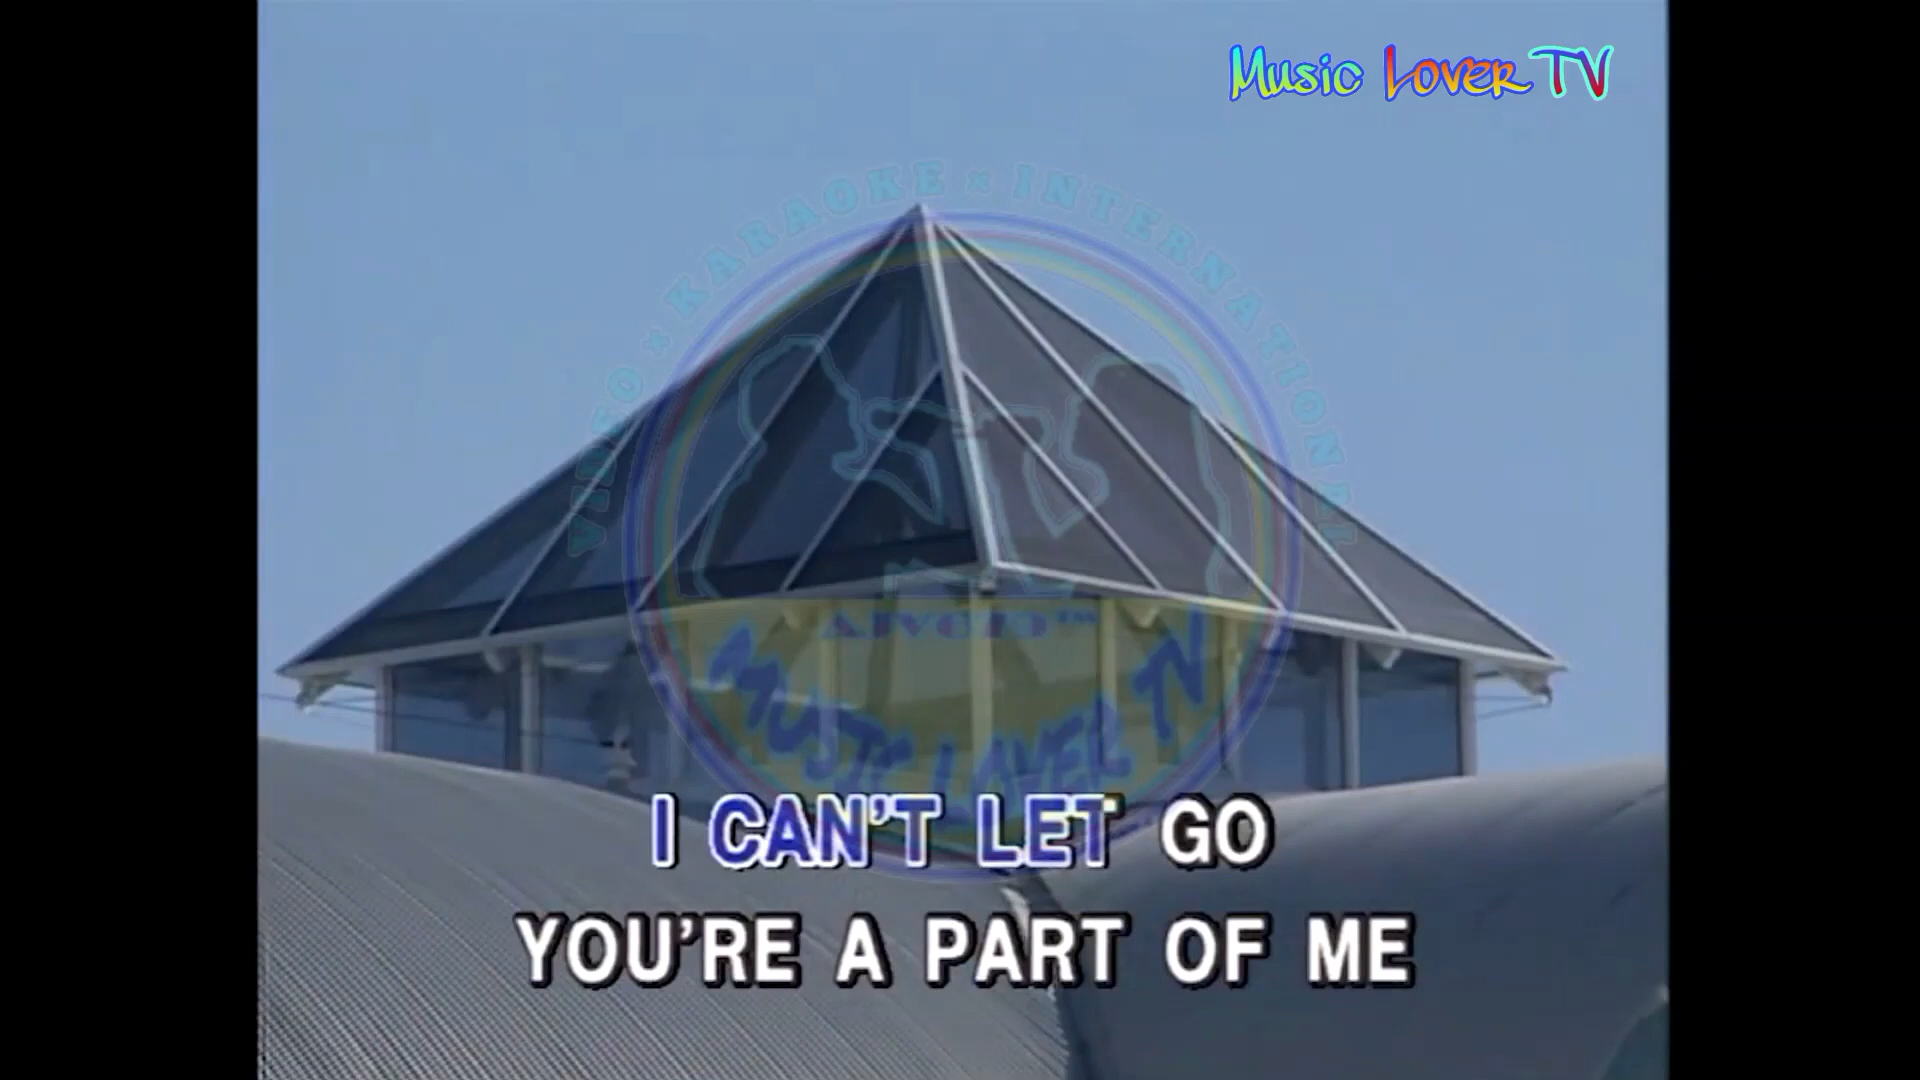 Music Lover TV
VIDEO × KARAOKE × INTERNATIONAL
MUSIC LOVER TV
I CAN'T LET GO
YOU'RE A PART OF ME